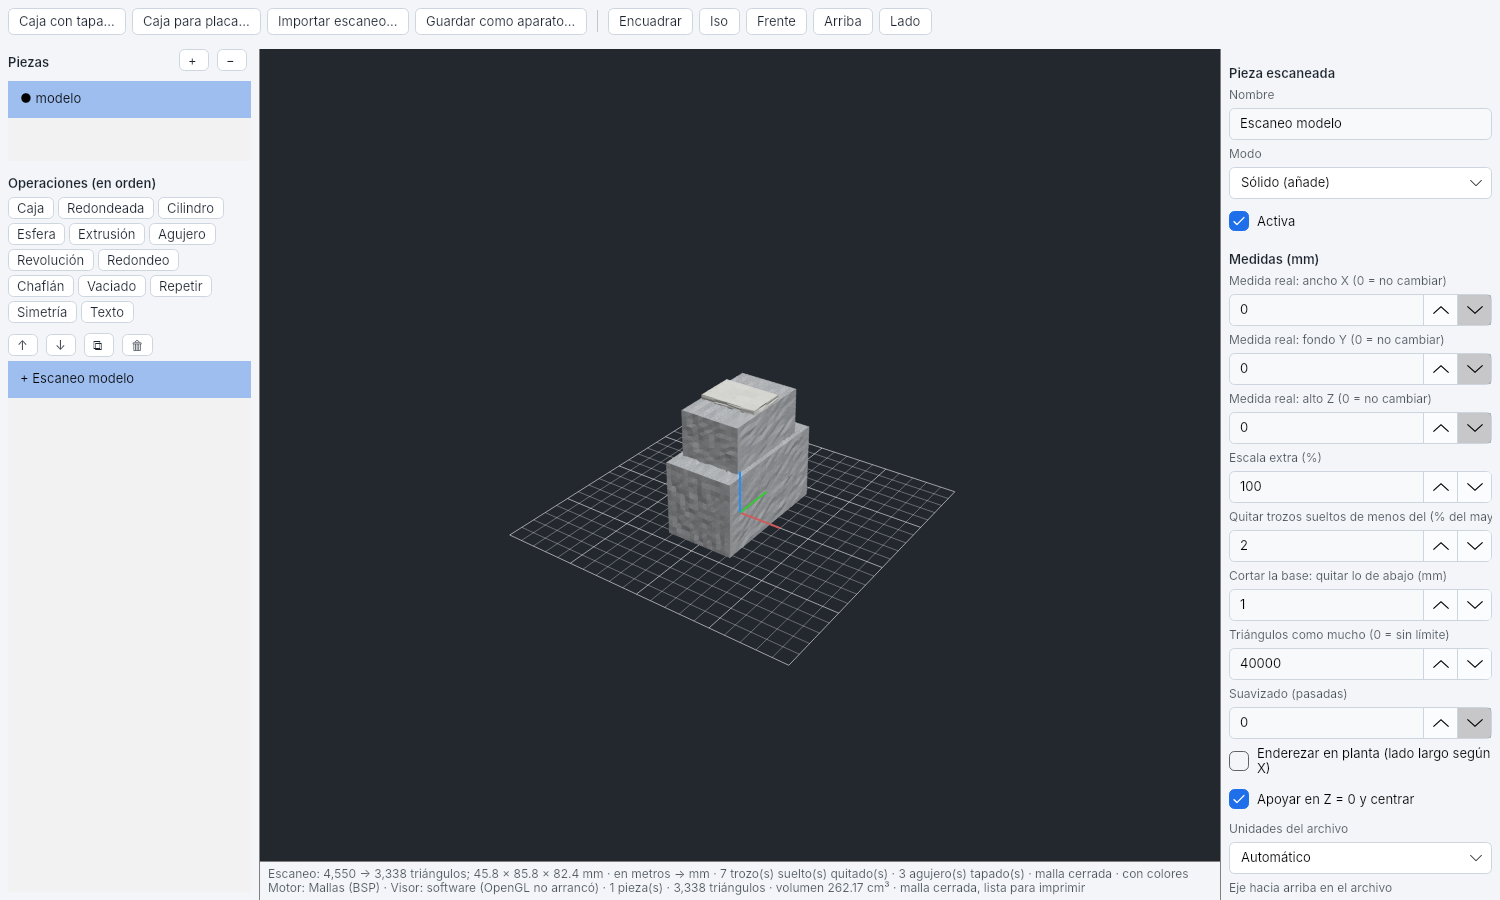 Caja con tapa... Caja para placa... Importar escaneo... Guardar como aparato... Encuadrar Iso Frente Arriba Lado
Piezas + −
● modelo
Operaciones (en orden)
Caja Redondeada Cilindro
Esfera Extrusión Agujero
Revolución Redondeo
Chaflán Vaciado Repetir
Simetría Texto
+ Escaneo modelo
Pieza escaneada
Nombre
Escaneo modelo
Modo
Sólido (añade)
Activa
Medidas (mm)
Medida real: ancho X (0 = no cambiar)
0
Medida real: fondo Y (0 = no cambiar)
0
Medida real: alto Z (0 = no cambiar)
0
Escala extra (%)
100
Quitar trozos sueltos de menos del (% del may
2
Cortar la base: quitar lo de abajo (mm)
1
Triángulos como mucho (0 = sin límite)
40000
Suavizado (pasadas)
0
Enderezar en planta (lado largo según
X)
Apoyar en Z = 0 y centrar
Unidades del archivo
Automático
Eje hacia arriba en el archivo
Escaneo: 4,550 → 3,338 triángulos; 45.8 × 85.8 × 82.4 mm · en metros → mm · 7 trozo(s) suelto(s) quitado(s) · 3 agujero(s) tapado(s) · malla cerrada · con colores
Motor: Mallas (BSP) · Visor: software (OpenGL no arrancó) · 1 pieza(s) · 3,338 triángulos · volumen 262.17 cm³ · malla cerrada, lista para imprimir